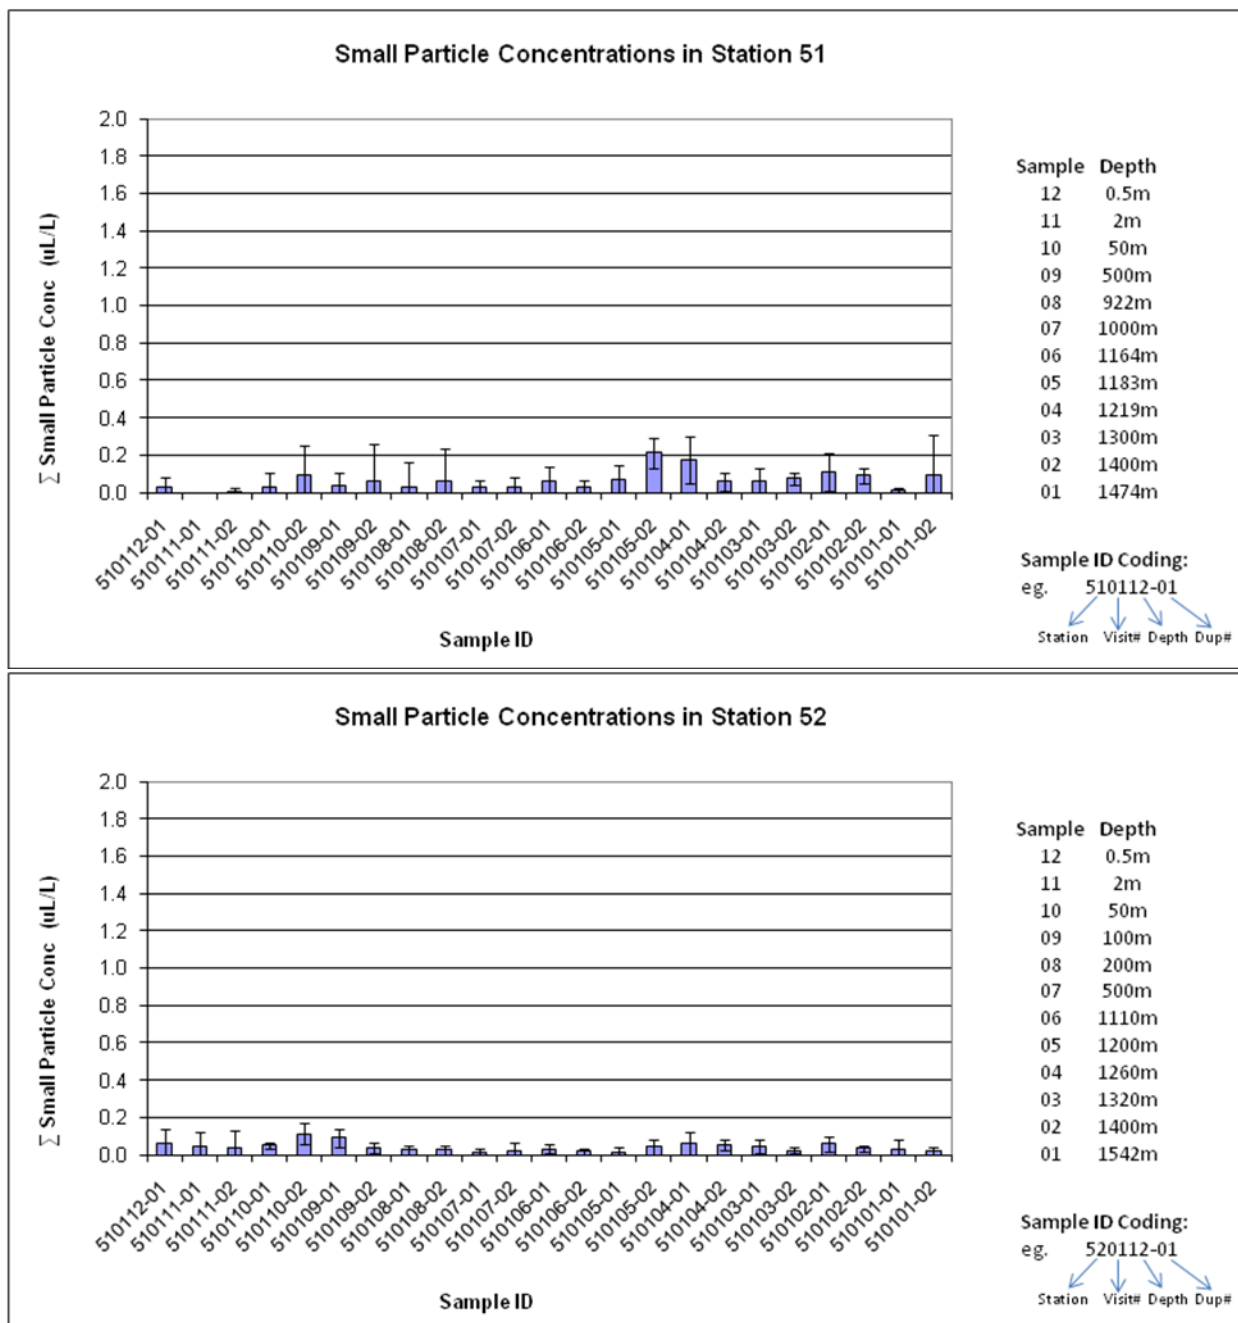 Small Particle Concentrations in Station 51
∑ Small Particle Conc (uL/L)
2.0
1.8
1.6
1.4
1.2
1.0
0.8
0.6
0.4
0.2
0.0
510112-01
510111-01
510111-02
510110-01
510110-02
510109-01
510109-02
510108-01
510108-02
510107-01
510107-02
510106-01
510106-02
510105-01
510105-02
510104-01
510104-02
510103-01
510103-02
510102-01
510102-02
510101-01
510101-02
Sample ID
Sample Depth
12 0.5m
11 2m
10 50m
09 500m
08 922m
07 1000m
06 1164m
05 1183m
04 1219m
03 1300m
02 1400m
01 1474m
Sample ID Coding:
eg. 510112-01
Station Visit# Depth Dup#
Small Particle Concentrations in Station 52
∑ Small Particle Conc (uL/L)
2.0
1.8
1.6
1.4
1.2
1.0
0.8
0.6
0.4
0.2
0.0
510112-01
510111-01
510111-02
510110-01
510110-02
510109-01
510109-02
510108-01
510108-02
510107-01
510107-02
510106-01
510106-02
510105-01
510105-02
510104-01
510104-02
510103-01
510103-02
510102-01
510102-02
510101-01
510101-02
Sample ID
Sample Depth
12 0.5m
11 2m
10 50m
09 100m
08 200m
07 500m
06 1110m
05 1200m
04 1260m
03 1320m
02 1400m
01 1542m
Sample ID Coding:
eg. 520112-01
Station Visit# Depth Dup#